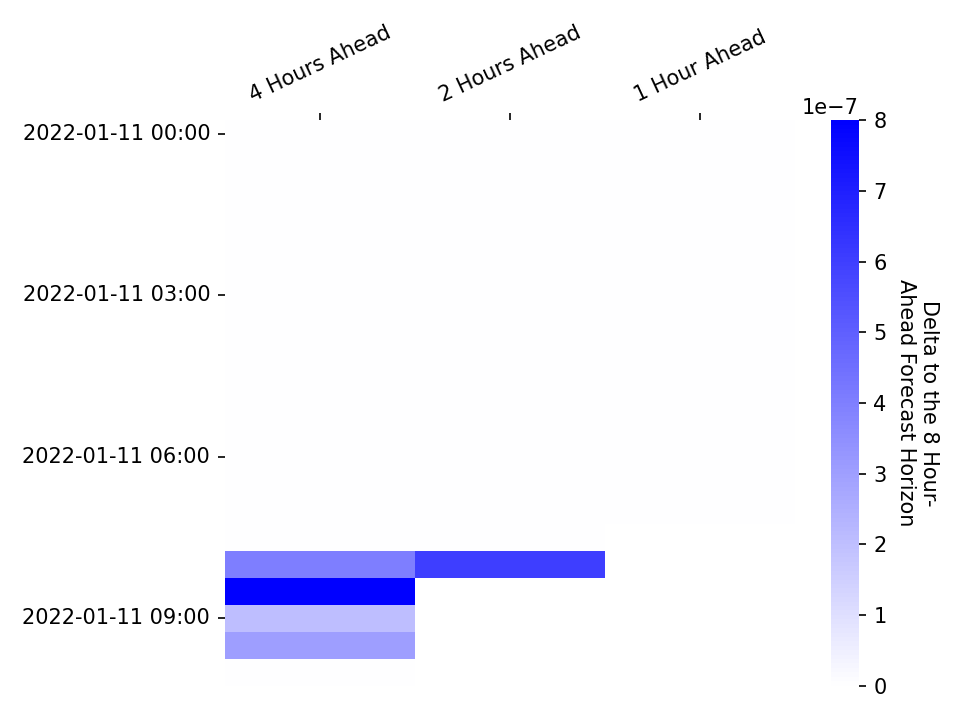 4 Hours Ahead
2 Hours Ahead
1 Hour Ahead
2022-01-11 00:00
2022-01-11 03:00
2022-01-11 06:00
2022-01-11 09:00
1e−7
8
7
6
5
4
3
2
1
0
Delta to the 8 Hour-
Ahead Forecast Horizon